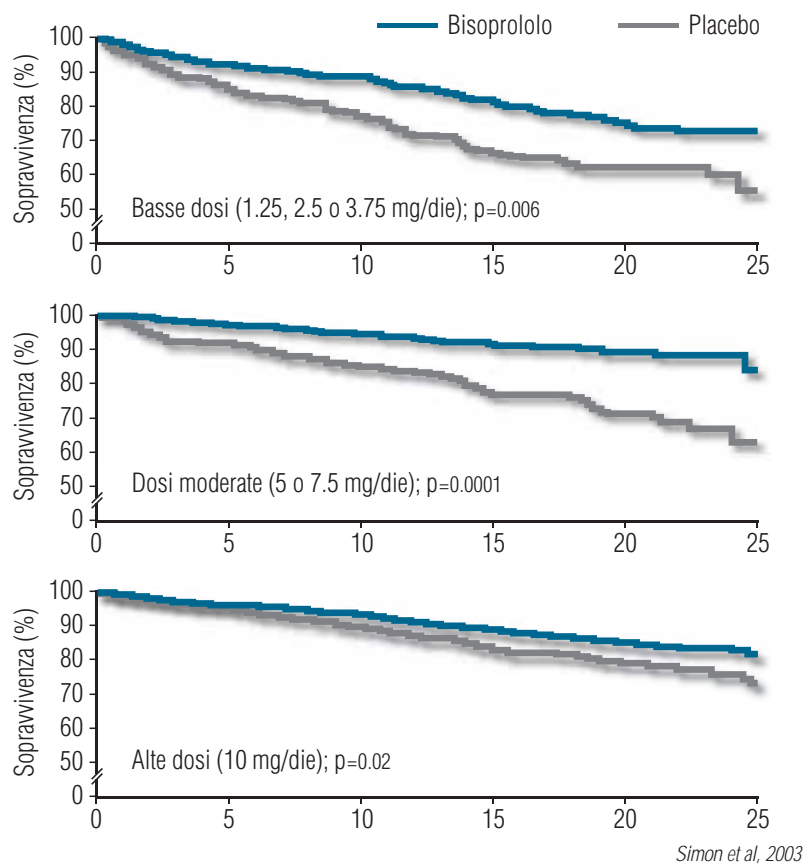 Bisoprololo Placebo
100
90
80
70
60
50
0
Sopravvivenza (%)
Basse dosi (1.25, 2.5 o 3.75 mg/die); p=0.006
0 5 10 15 20 25
100
90
80
70
60
50
0
Sopravvivenza (%)
Dosi moderate (5 o 7.5 mg/die); p=0.0001
0 5 10 15 20 25
100
90
80
70
60
50
0
Sopravvivenza (%)
Alte dosi (10 mg/die); p=0.02
0 5 10 15 20 25
Simon et al, 2003